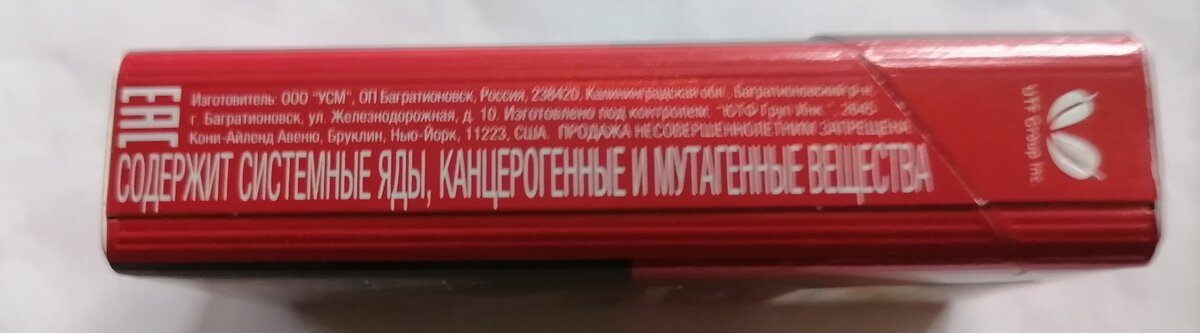 EAC
Изготовитель: ООО "УСМ", ОП Багратионовск, Россия, 238420, Калининградская обл., Багратионовский р-н,
г. Багратионовск, ул. Железнодорожная, д. 10. Изготовлено под контролем: "ЮТФ Груп Инк.", 2645
Кони-Айленд Авеню, Бруклин, Нью-Йорк, 11223, США. ПРОДАЖА НЕСОВЕРШЕННОЛЕТНИМ ЗАПРЕЩЕНА
СОДЕРЖИТ СИСТЕМНЫЕ ЯДЫ, КАНЦЕРОГЕННЫЕ И МУТАГЕННЫЕ ВЕЩЕСТВА
UTF Group Inc